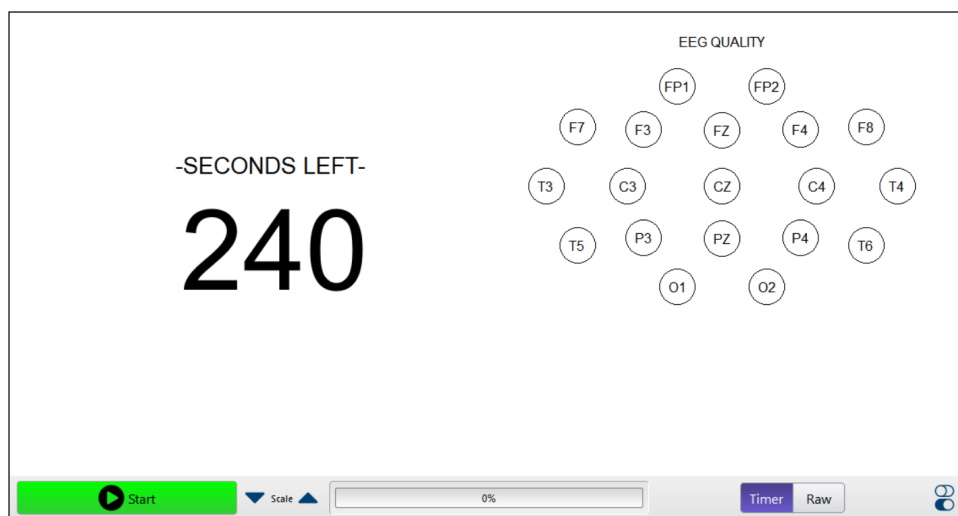 EEG QUALITY
FP1 FP2
F7 F3 FZ F4 F8
-SECONDS LEFT-
240
T3 C3 CZ C4 T4
T5 P3 PZ P4 T6
O1 O2
Start Scale 0% Timer Raw